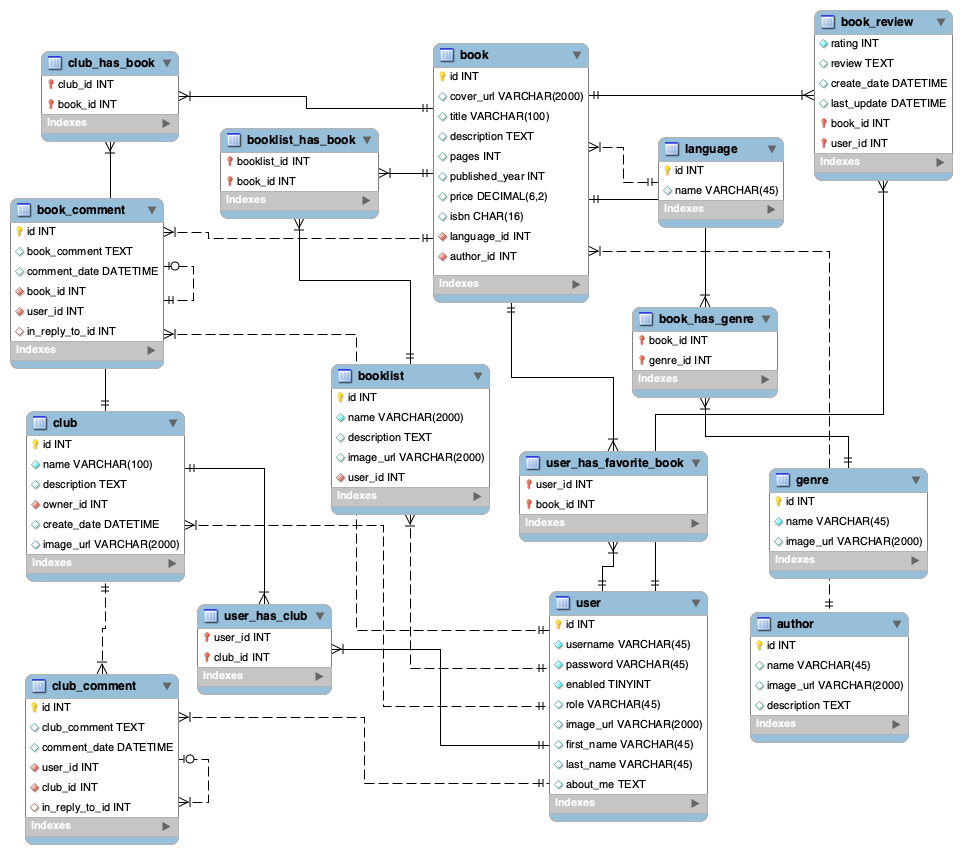 book_review
rating INT
review TEXT
create_date DATETIME
last_update DATETIME
book_id INT
user_id INT
Indexes
club_has_book
club_id INT
book_id INT
Indexes
book
id INT
cover_url VARCHAR(2000)
title VARCHAR(100)
description TEXT
pages INT
published_year INT
price DECIMAL(6,2)
isbn CHAR(16)
language_id INT
author_id INT
Indexes
booklist_has_book
booklist_id INT
book_id INT
Indexes
language
id INT
name VARCHAR(45)
Indexes
book_comment
id INT
book_comment TEXT
comment_date DATETIME
book_id INT
user_id INT
in_reply_to_id INT
Indexes
book_has_genre
book_id INT
genre_id INT
Indexes
booklist
id INT
name VARCHAR(2000)
description TEXT
image_url VARCHAR(2000)
user_id INT
Indexes
club
id INT
name VARCHAR(100)
description TEXT
owner_id INT
create_date DATETIME
image_url VARCHAR(2000)
Indexes
user_has_favorite_book
user_id INT
book_id INT
Indexes
genre
id INT
name VARCHAR(45)
image_url VARCHAR(2000)
Indexes
user_has_club
user_id INT
club_id INT
Indexes
user
id INT
username VARCHAR(45)
password VARCHAR(45)
enabled TINYINT
role VARCHAR(45)
image_url VARCHAR(2000)
first_name VARCHAR(45)
last_name VARCHAR(45)
about_me TEXT
Indexes
author
id INT
name VARCHAR(45)
image_url VARCHAR(2000)
description TEXT
Indexes
club_comment
id INT
club_comment TEXT
comment_date DATETIME
user_id INT
club_id INT
in_reply_to_id INT
Indexes